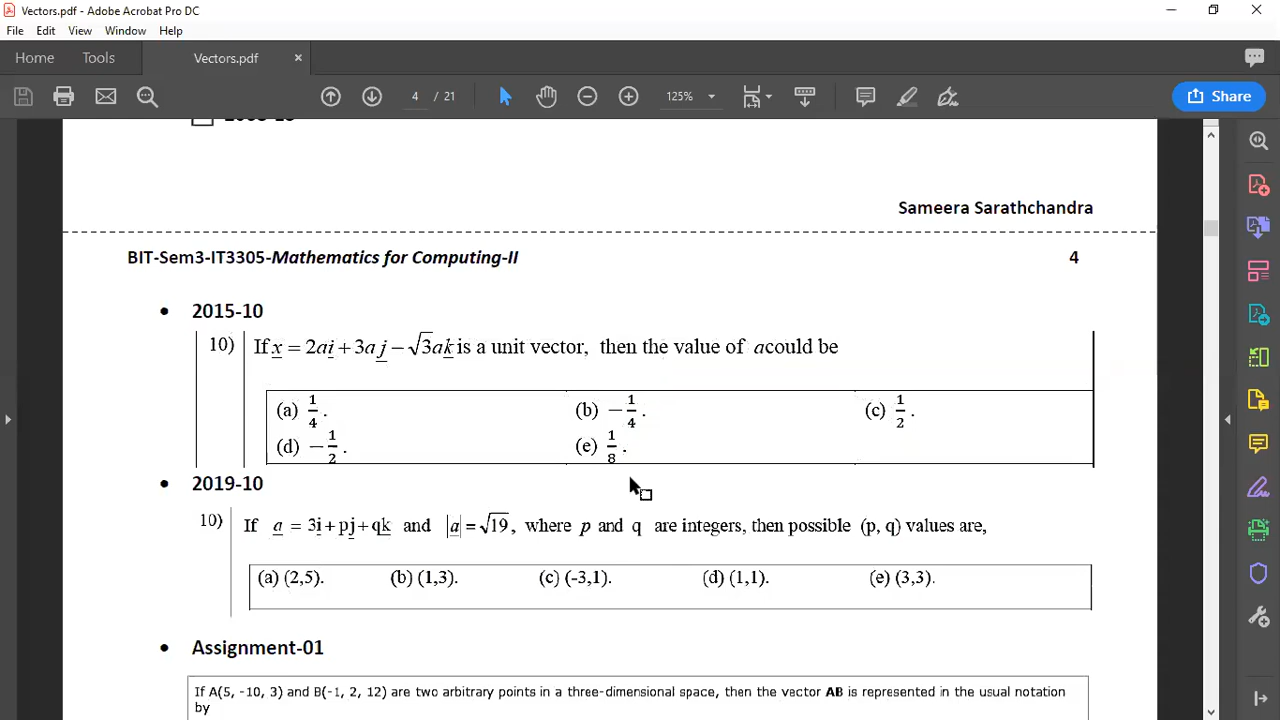 Vectors.pdf - Adobe Acrobat Pro DC
File Edit View Window Help
Home Tools Vectors.pdf ×
4 / 21 125% Share
Sameera Sarathchandra
BIT-Sem3-IT3305-Mathematics for Computing-II 4
• 2015-10
10) If x = 2ai + 3aj − √3ak is a unit vector, then the value of a could be
(a) 1/4 . (b) −1/4 . (c) 1/2 .
(d) −1/2 . (e) 1/8 .
• 2019-10
10) If a = 3i + pj + qk and |a| = √19, where p and q are integers, then possible (p, q) values are,
(a) (2,5). (b) (1,3). (c) (-3,1). (d) (1,1). (e) (3,3).
• Assignment-01
If A(5, -10, 3) and B(-1, 2, 12) are two arbitrary points in a three-dimensional space, then the vector AB is represented in the usual notation
by